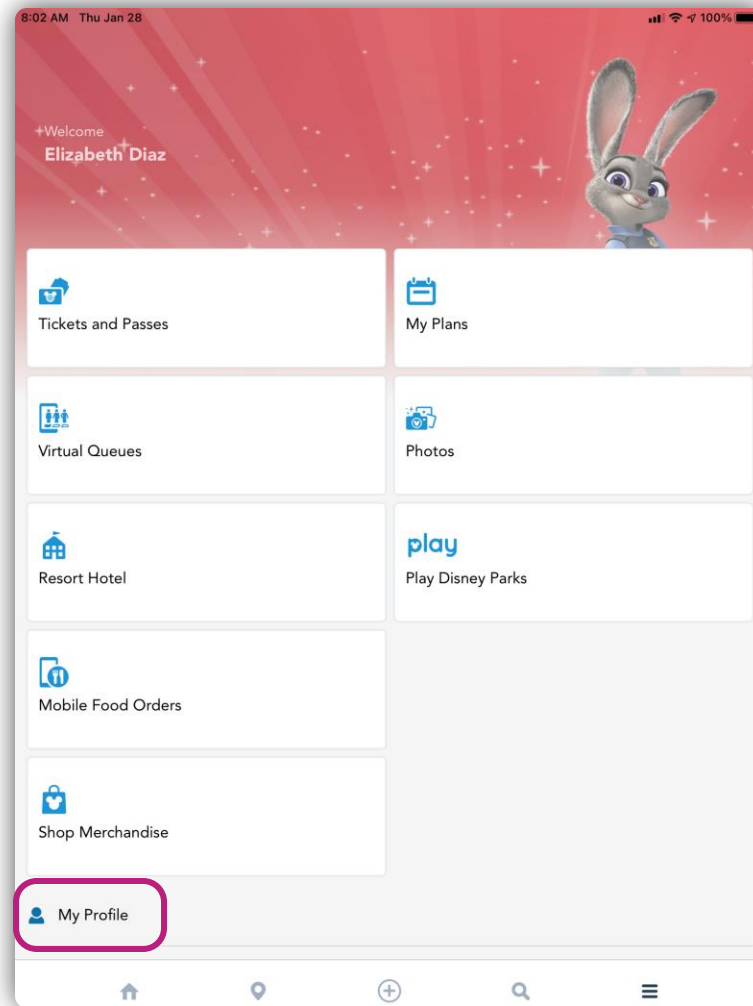 8:02 AM Thu Jan 28 100%
Welcome
Elizabeth Diaz
Tickets and Passes
My Plans
Virtual Queues
Photos
Resort Hotel
play
Play Disney Parks
Mobile Food Orders
Shop Merchandise
My Profile